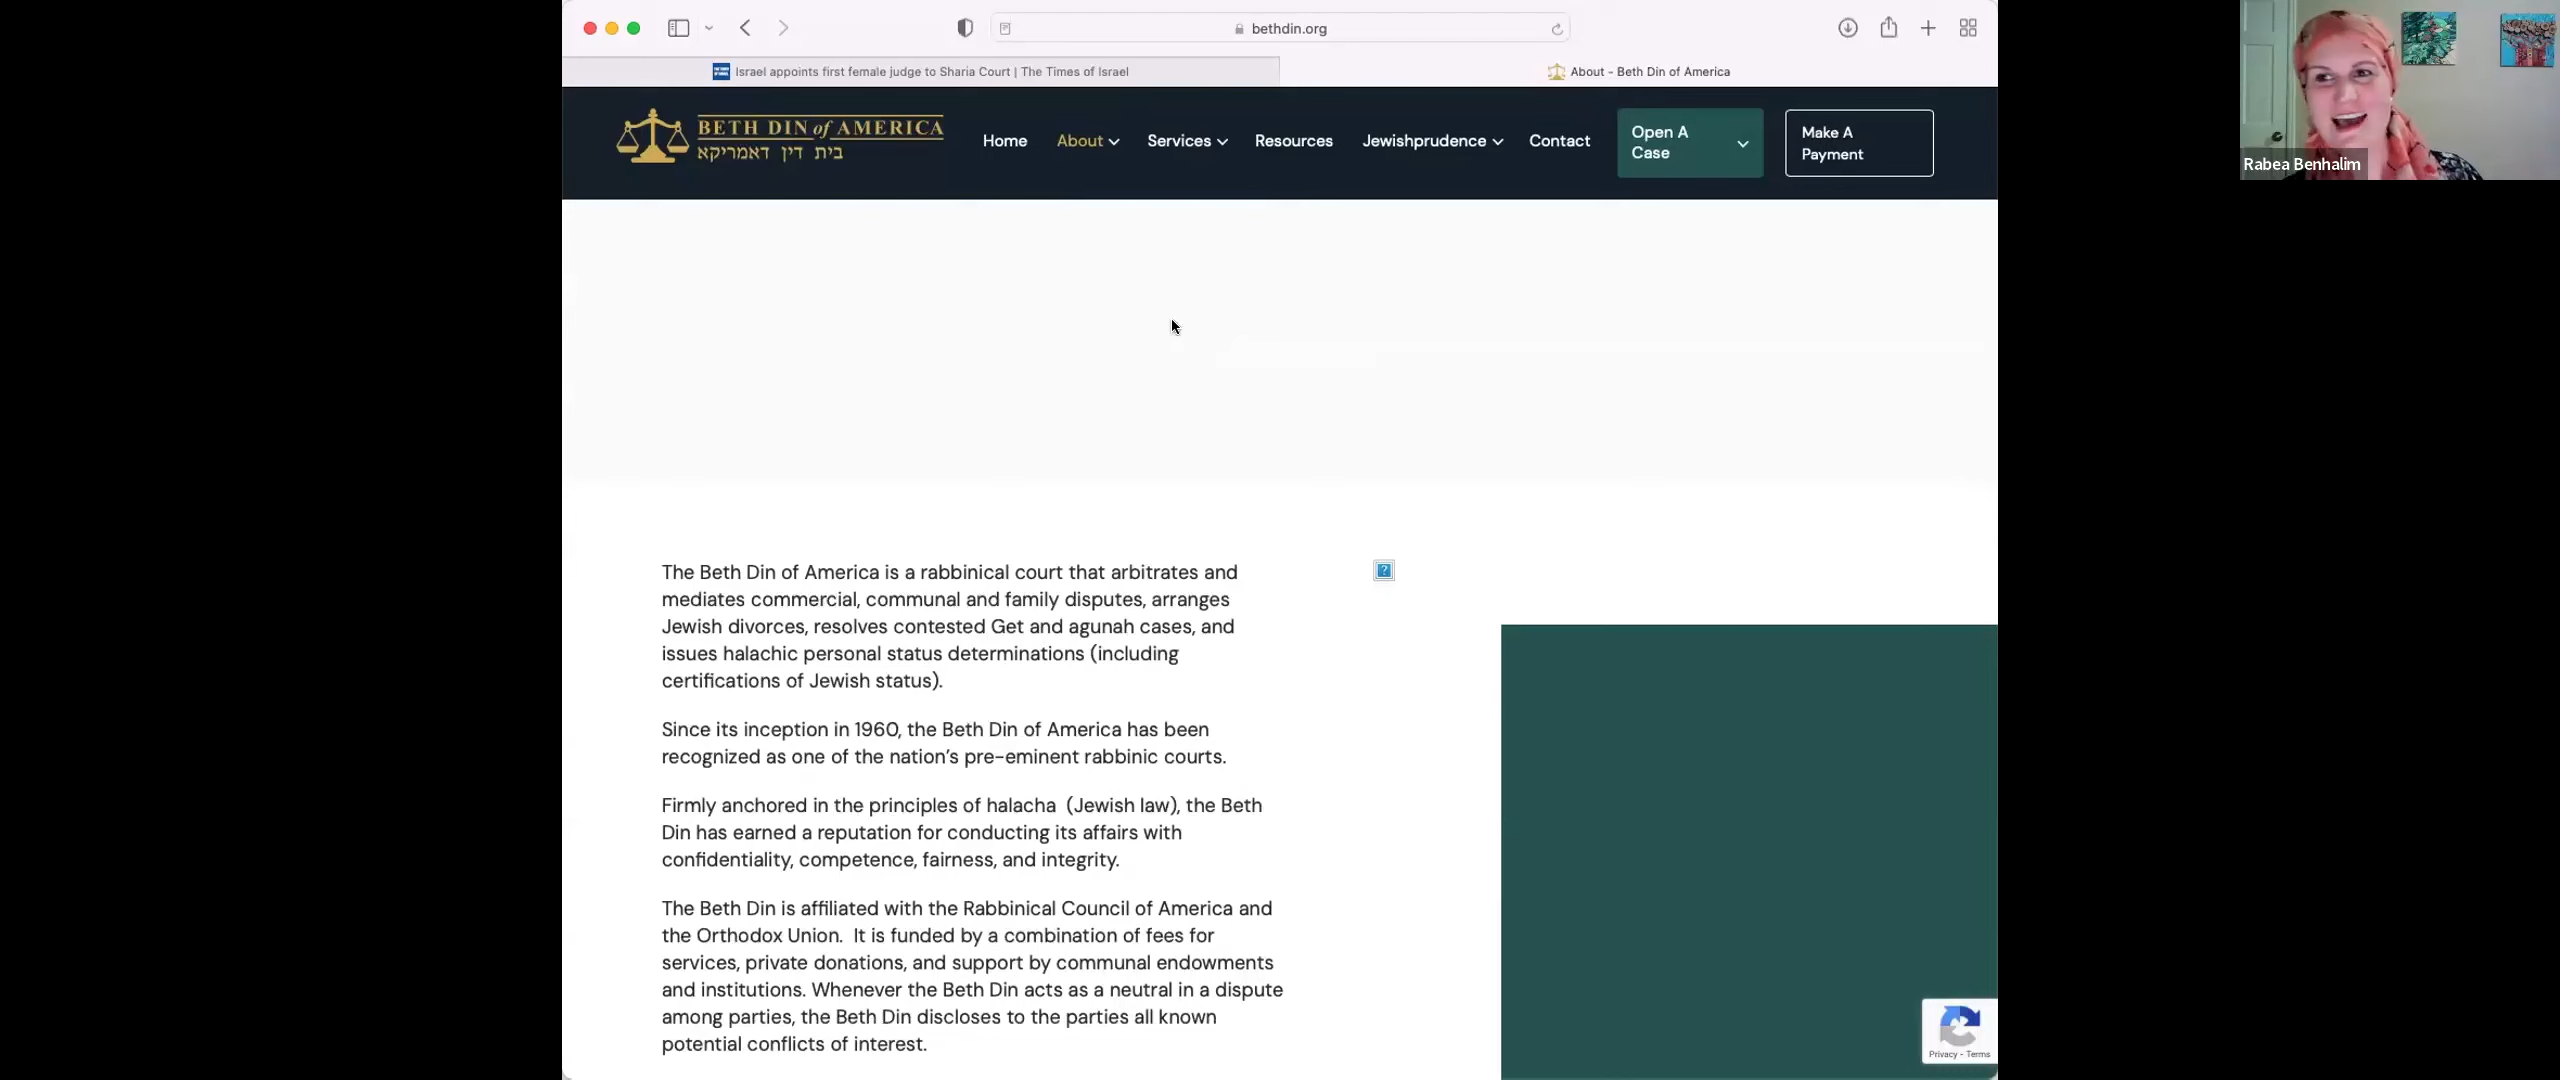 bethdin.org
Israel appoints first female judge to Sharia Court | The Times of Israel
About - Beth Din of America
BETH DIN of AMERICA
בית דין דאמריקא
Home
About
Services
Resources
Jewishprudence
Contact
Open A
Case
Make A
Payment
Rabea Benhalim
The Beth Din of America is a rabbinical court that arbitrates and
mediates commercial, communal and family disputes, arranges
Jewish divorces, resolves contested Get and agunah cases, and
issues halachic personal status determinations (including
certifications of Jewish status).
Since its inception in 1960, the Beth Din of America has been
recognized as one of the nation’s pre-eminent rabbinic courts.
Firmly anchored in the principles of halacha (Jewish law), the Beth
Din has earned a reputation for conducting its affairs with
confidentiality, competence, fairness, and integrity.
The Beth Din is affiliated with the Rabbinical Council of America and
the Orthodox Union. It is funded by a combination of fees for
services, private donations, and support by communal endowments
and institutions. Whenever the Beth Din acts as a neutral in a dispute
among parties, the Beth Din discloses to the parties all known
potential conflicts of interest.
Privacy - Terms